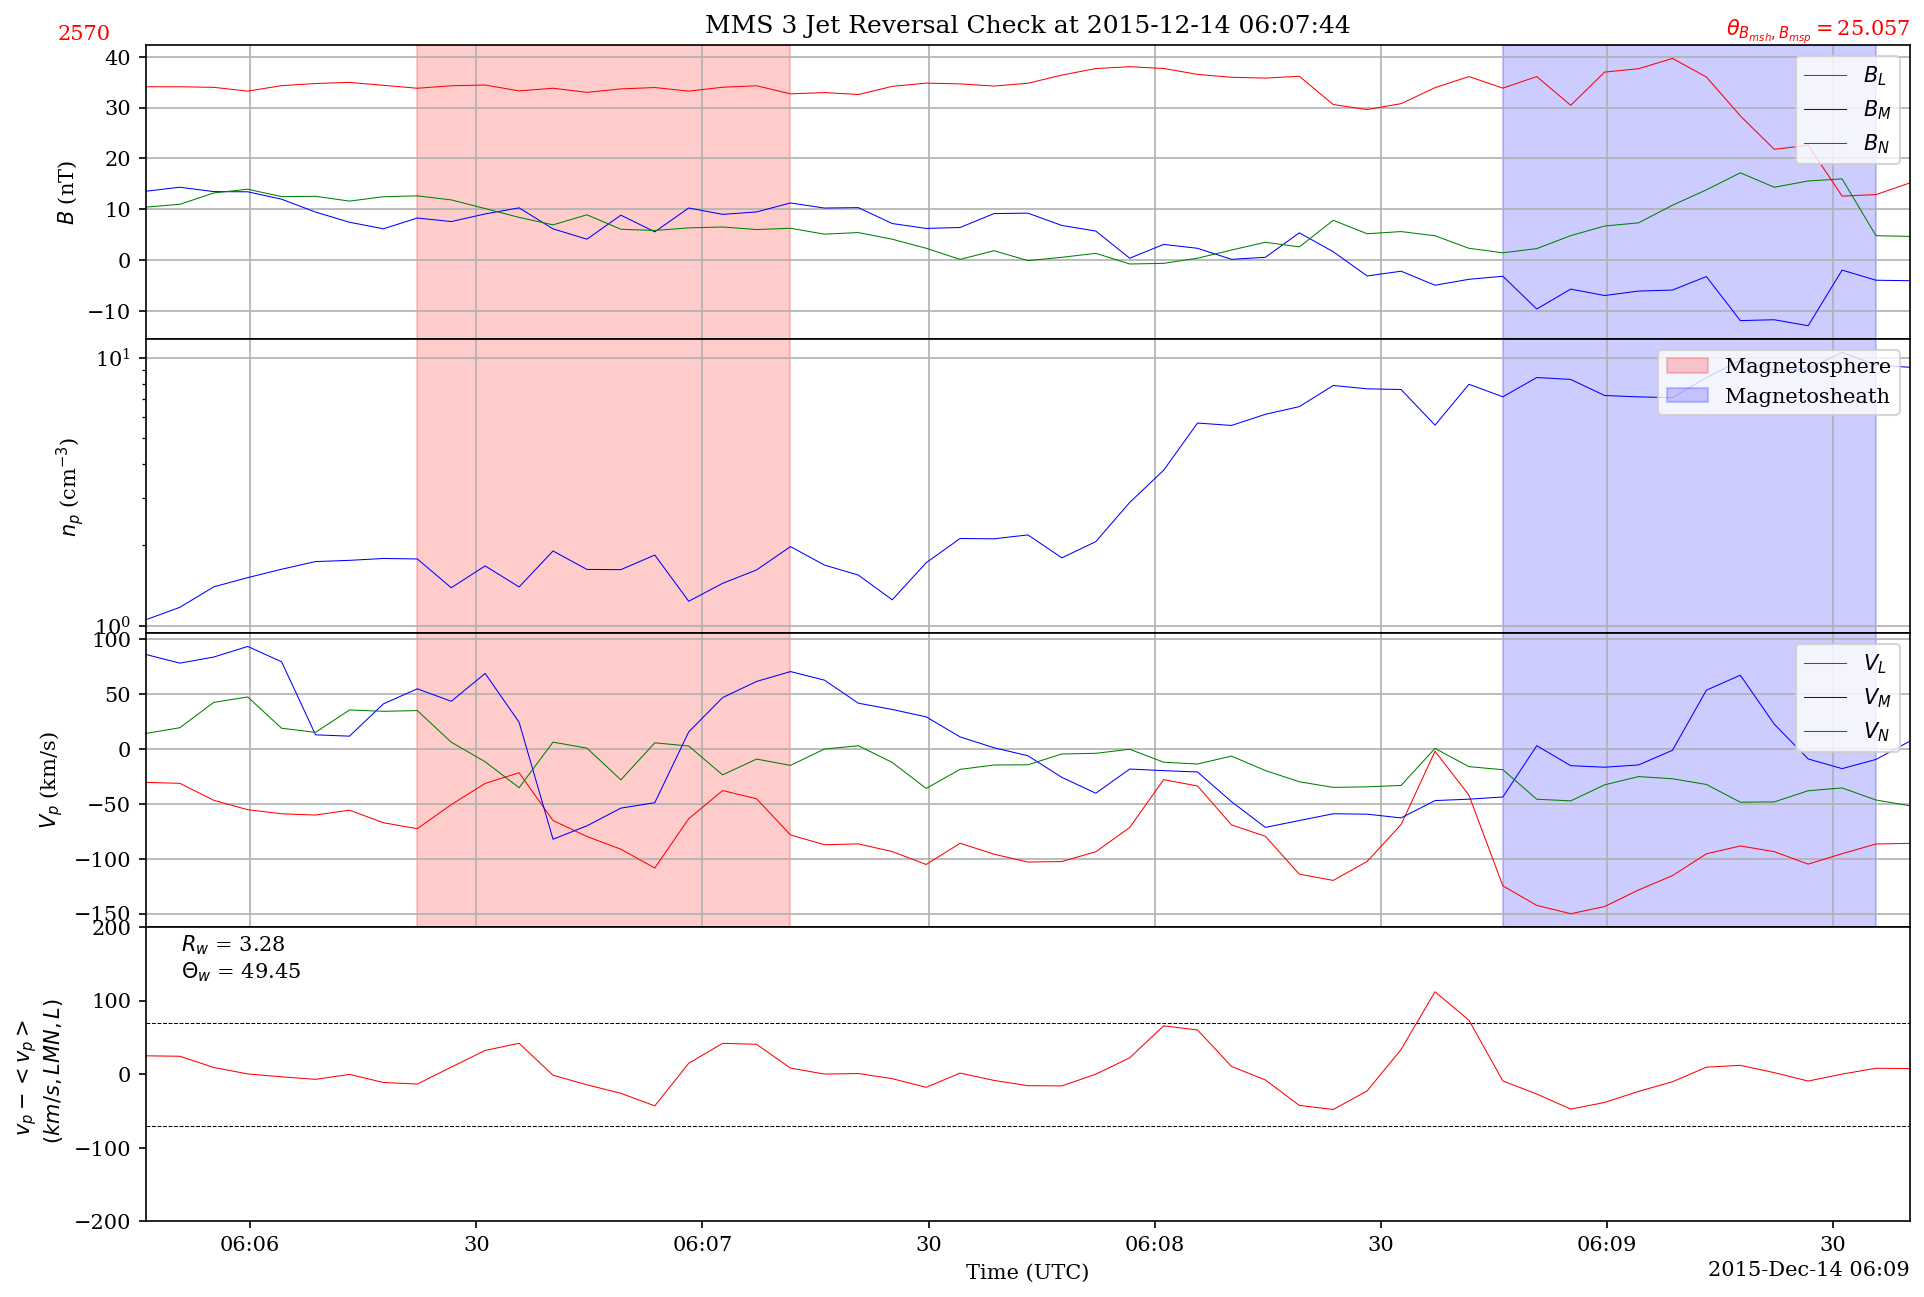 MMS 3 Jet Reversal Check at 2015-12-14 06:07:44
2570
θ_{B_{msh}, B_{msp}} = 25.057
40
30
20
10
0
−10
B (nT)
B_L
B_M
B_N
10¹
10⁰
n_p (cm⁻³)
Magnetosphere
Magnetosheath
100
50
0
−50
−100
−150
V_p (km/s)
V_L
V_M
V_N
200
100
0
−100
−200
v_p − < v_p >
(km/s, LMN, L)
R_w = 3.28
Θ_w = 49.45
06:06 30 06:07 30 06:08 30 06:09 30
Time (UTC)
2015-Dec-14 06:09